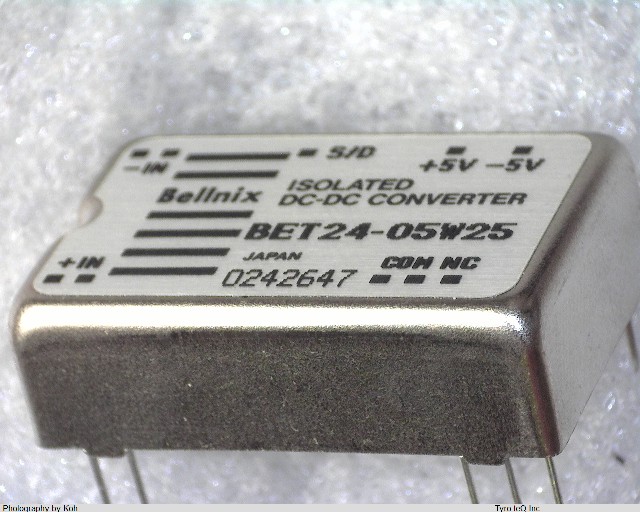 -IN S/D +5V -5V
Bellnix ISOLATED
DC-DC CONVERTER
BET24-05W25
JAPAN
+IN 0242647 COM NC
Photography by Koh Tyro teQ Inc